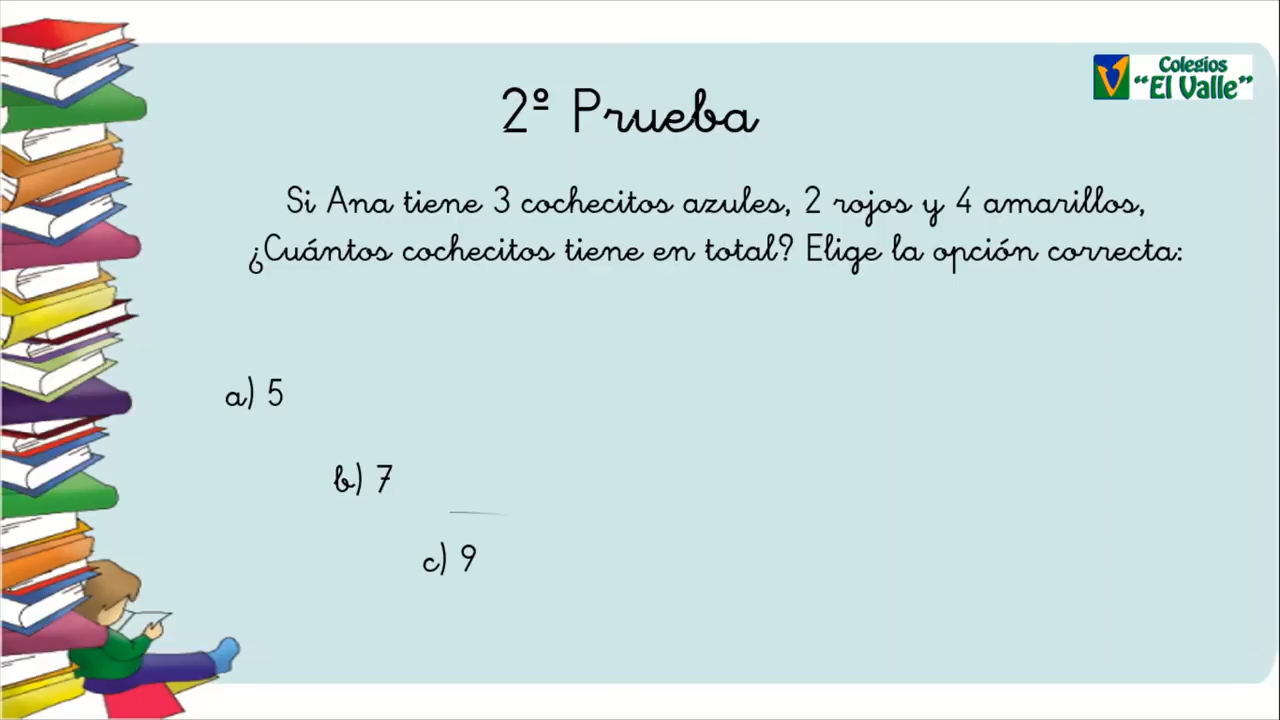 Colegios
"El Valle"
2º Prueba
Si Ana tiene 3 cochecitos azules, 2 rojos y 4 amarillos,
¿Cuántos cochecitos tiene en total? Elige la opción correcta:
a) 5
b) 7
c) 9